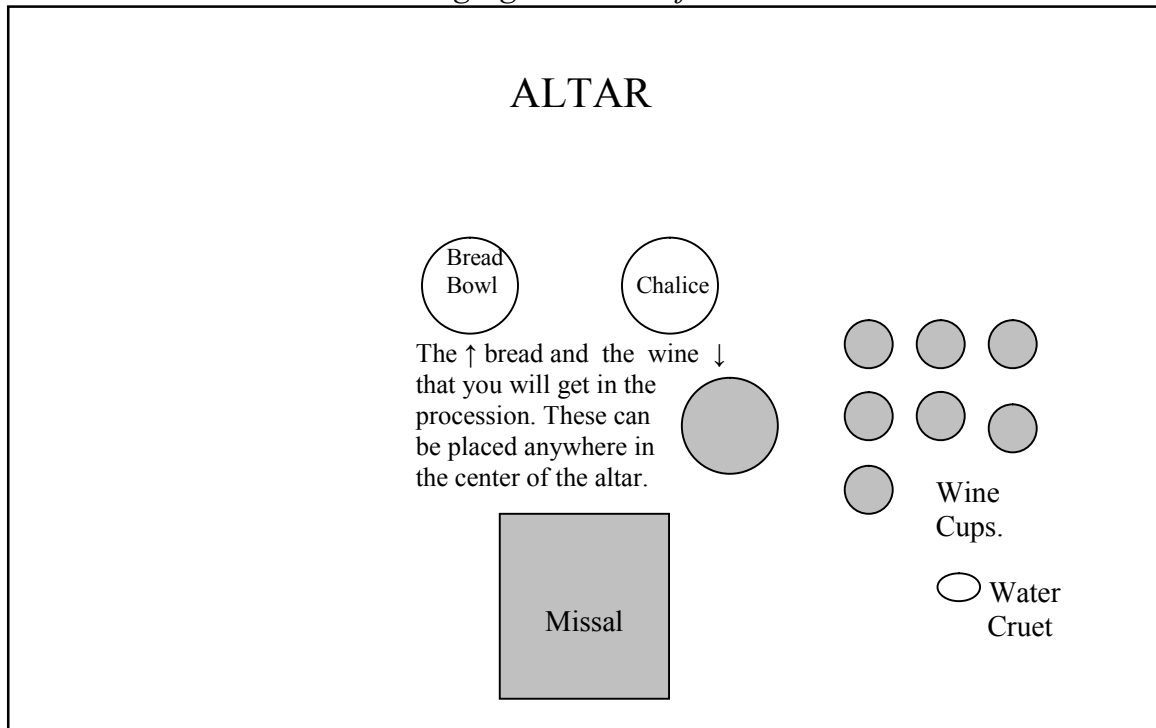 ALTAR
Bread
Bowl
Chalice
The ↑ bread and the wine ↓
that you will get in the
procession. These can
be placed anywhere in
the center of the altar.
Wine
Cups.
Missal
Water
Cruet